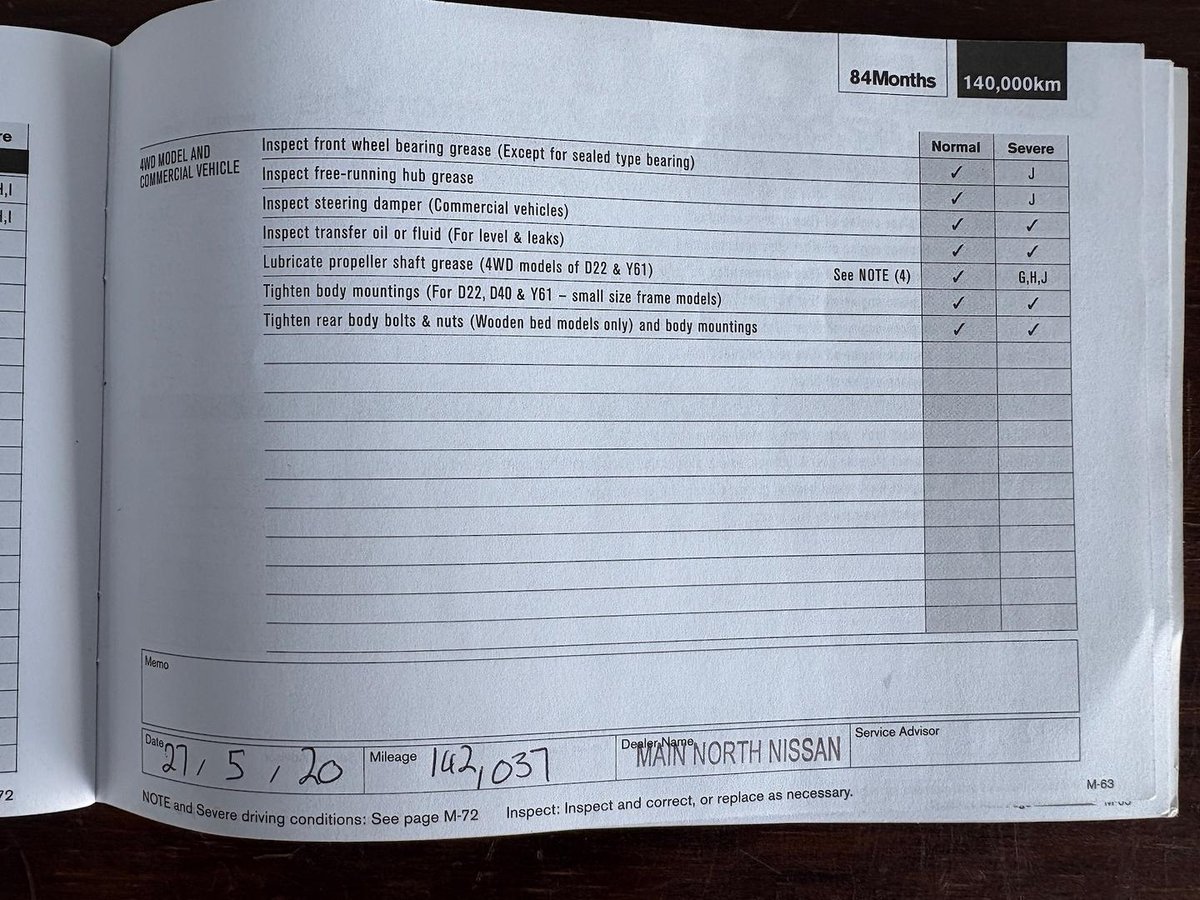 re
H,I
H,I
72
84Months 140,000km
Normal Severe
4WD MODEL AND
COMMERCIAL VEHICLE
Inspect front wheel bearing grease (Except for sealed type bearing) ✓ J
Inspect free-running hub grease ✓ J
Inspect steering damper (Commercial vehicles) ✓ ✓
Inspect transfer oil or fluid (For level & leaks) ✓ ✓
Lubricate propeller shaft grease (4WD models of D22 & Y61) See NOTE (4) ✓ G,H,J
Tighten body mountings (For D22, D40 & Y61 – small size frame models) ✓ ✓
Tighten rear body bolts & nuts (Wooden bed models only) and body mountings ✓ ✓
Memo
Date 27, 5, 20 Mileage 142,037 Dealer Name MAIN NORTH NISSAN Service Advisor
NOTE and Severe driving conditions: See page M-72 Inspect: Inspect and correct, or replace as necessary.
M-63